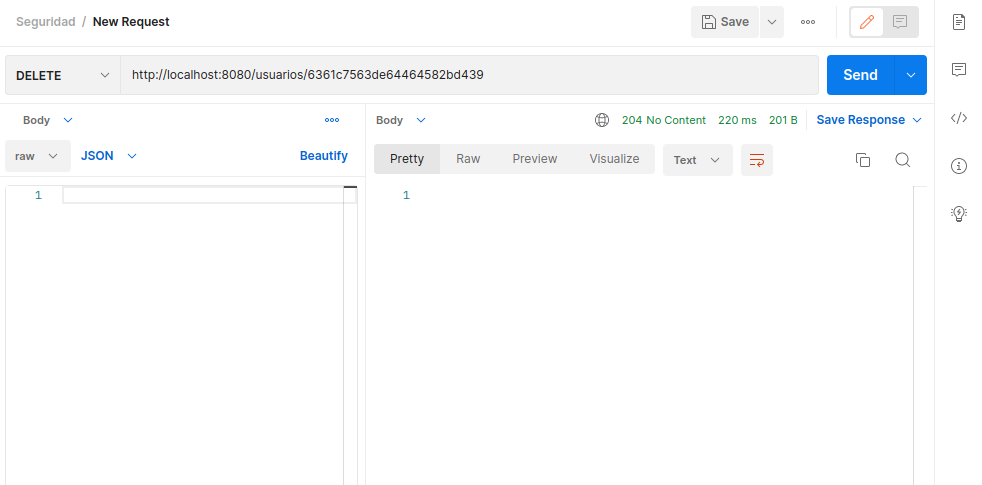 Seguridad / New Request
Save
DELETE http://localhost:8080/usuarios/6361c7563de64464582bd439 Send
Body
raw JSON Beautify
1
Body 204 No Content 220 ms 201 B Save Response
Pretty Raw Preview Visualize Text
1